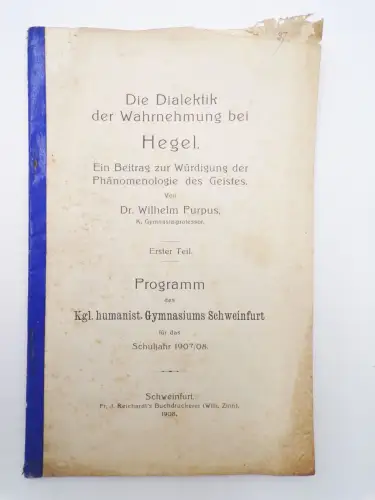 Die Dialektik
der Wahrnehmung bei
Hegel.
Ein Beitrag zur Würdigung der
Phänomenologie des Geistes.
Von
Dr. Wilhelm Purpus,
K. Gymnasialprofessor.
Erster Teil.
Programm
des
Kgl. humanist. Gymnasiums Schweinfurt
für das
Schuljahr 1907/08.
Schweinfurt
Fr. J. Reinhardt's Buchdruckerei (Wilh. Zink).
1908.